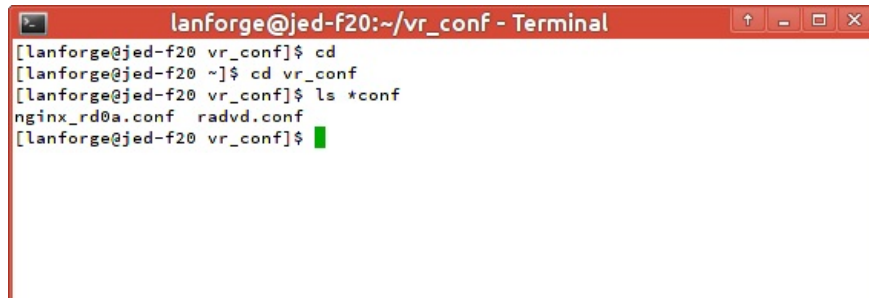 lanforge@jed-f20:~/vr_conf - Terminal
[lanforge@jed-f20 vr_conf]$ cd
[lanforge@jed-f20 ~]$ cd vr_conf
[lanforge@jed-f20 vr_conf]$ ls *conf
nginx_rd0a.conf  radvd.conf
[lanforge@jed-f20 vr_conf]$